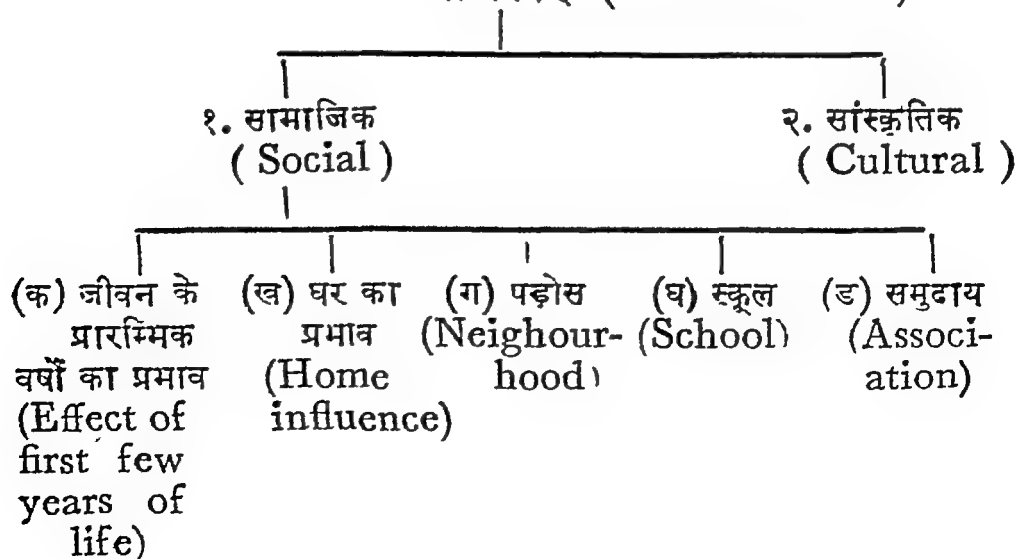 १. सामाजिक
( Social )
२. सांस्कृतिक
( Cultural )
(क) जीवन के
प्रारम्भिक
वर्षों का प्रभाव
(Effect of
first few
years of
life)
(ख) घर का
प्रभाव
(Home
influence)
(ग) पड़ोस
(Neighour-
hood)
(घ) स्कूल
(School)
(ड) समुदाय
(Associ-
ation)